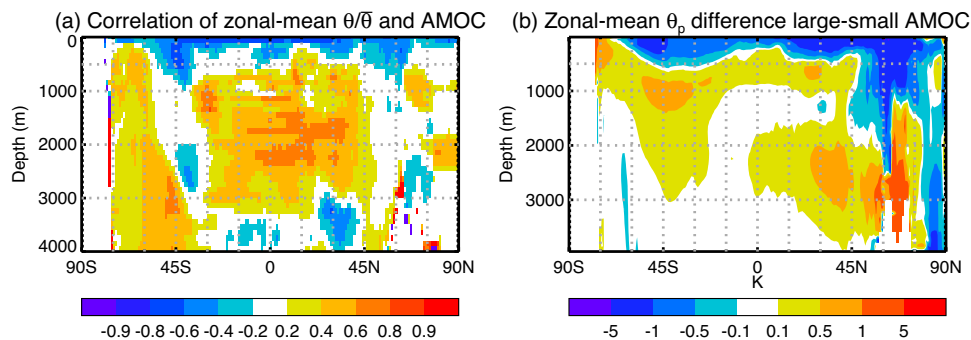 (a) Correlation of zonal-mean θ/θ̅ and AMOC
(b) Zonal-mean θp difference large-small AMOC
Depth (m)
0
1000
2000
3000
4000
90S 45S 0 45N 90N
-0.9 -0.8 -0.6 -0.4 -0.2 0.2 0.4 0.6 0.8 0.9
Depth (m)
0
1000
2000
3000
90S 45S 0 45N 90N
K
-5 -1 -0.5 -0.1 0.1 0.5 1 5